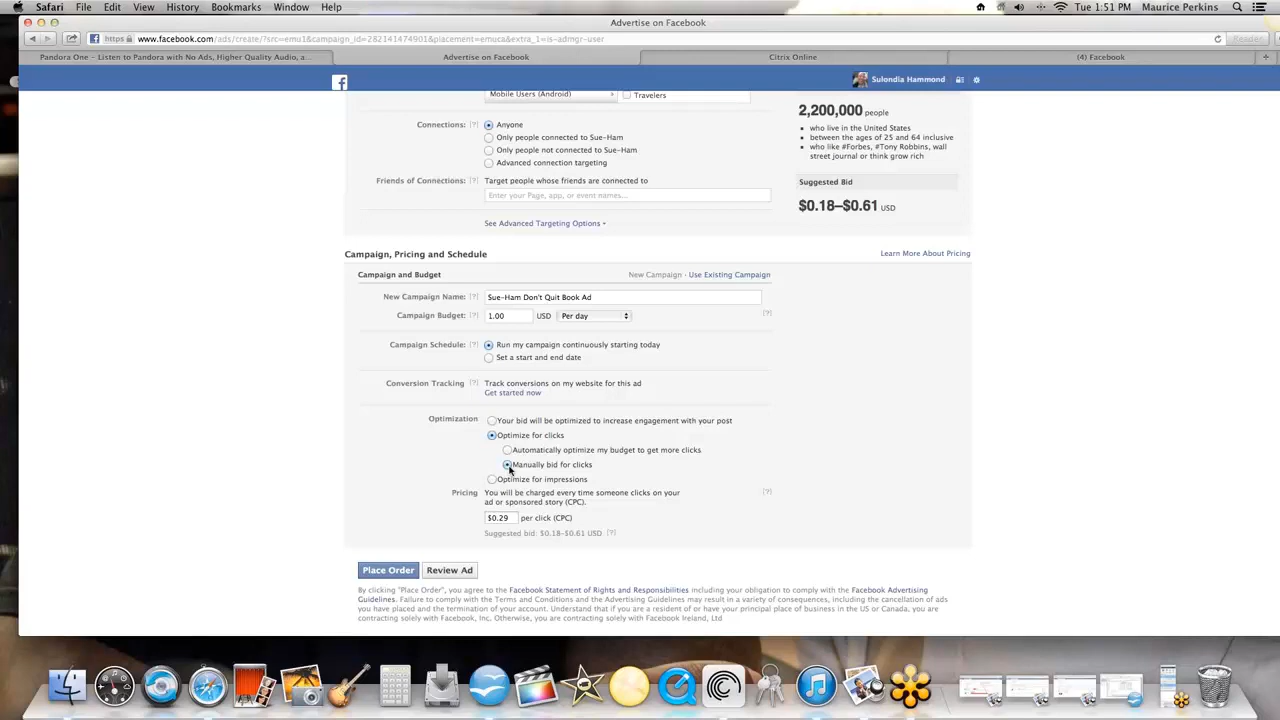 Safari File Edit View History Bookmarks Window Help Tue 1:51 PM Maurice Perkins
Advertise on Facebook
https www.facebook.com/ads/create/?src=emu1&campaign_id=282141474901&placement=emuca&extra_1=is-admgr-user Reader
Pandora One – Listen to Pandora with No Ads, Higher Quality Audio, a... Advertise on Facebook Citrix Online (4) Facebook
f Sulondia Hammond
Mobile Users (Android) Travelers
2,200,000 people
who live in the United States
between the ages of 25 and 64 inclusive
who like #Forbes, #Tony Robbins, wall
street journal or think grow rich
Suggested Bid
$0.18–$0.61 USD
Connections: [?] Anyone
Only people connected to Sue-Ham
Only people not connected to Sue-Ham
Advanced connection targeting
Friends of Connections: [?] Target people whose friends are connected to
Enter your Page, app, or event names...
See Advanced Targeting Options
Campaign, Pricing and Schedule Learn More About Pricing
Campaign and Budget New Campaign · Use Existing Campaign
New Campaign Name: [?] Sue-Ham Don't Quit Book Ad
Campaign Budget: [?] 1.00 USD Per day [?]
Campaign Schedule: [?] Run my campaign continuously starting today
Set a start and end date
Conversion Tracking [?] Track conversions on my website for this ad
Get started now
Optimization Your bid will be optimized to increase engagement with your post
Optimize for clicks
Automatically optimize my budget to get more clicks
Manually bid for clicks
Optimize for impressions
Pricing You will be charged every time someone clicks on your [?]
ad or sponsored story (CPC).
$0.29 per click (CPC)
Suggested bid: $0.18–$0.61 USD [?]
Place Order Review Ad
By clicking "Place Order", you agree to the Facebook Statement of Rights and Responsibilities including your obligation to comply with the Facebook Advertising
Guidelines. Failure to comply with the Terms and Conditions and the Advertising Guidelines may result in a variety of consequences, including the cancellation of ads
you have placed and the termination of your account. Understand that if you are a resident of or have your principal place of business in the US or Canada, you are
contracting solely with Facebook, Inc. Otherwise, you are contracting solely with Facebook Ireland, Ltd